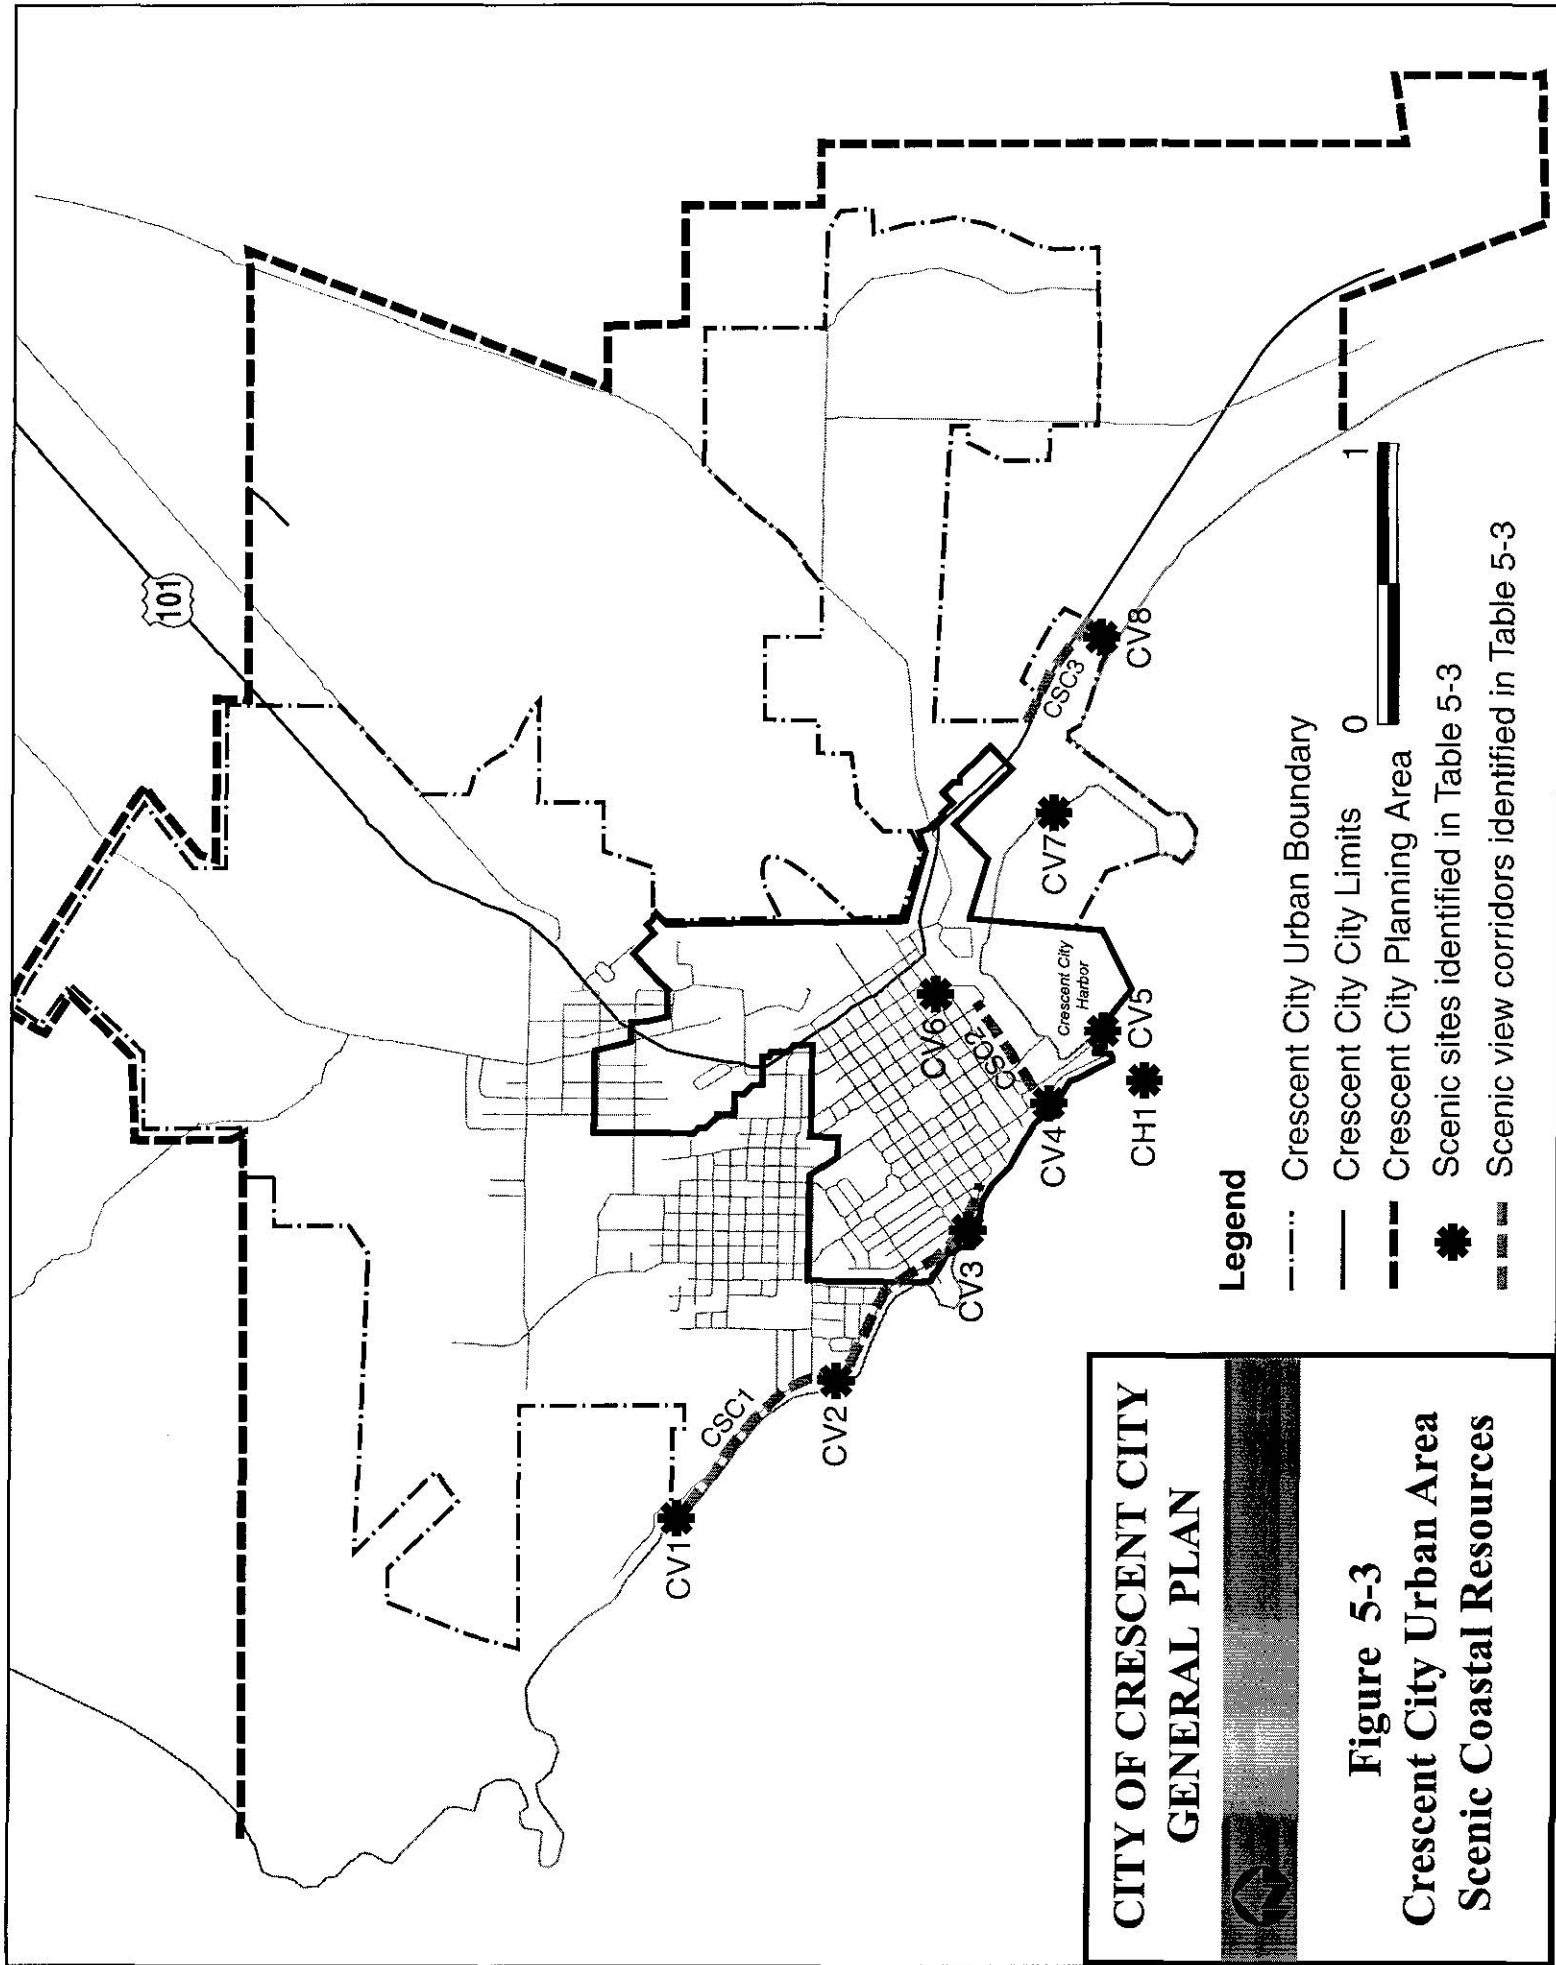 101
CV1
CSC1
CV2
CV3
CV4
CSC2
CV6
Crescent City
Harbor
CV5
CH1
CV7
CSC3
CV8
Legend
Crescent City Urban Boundary
Crescent City City Limits
Crescent City Planning Area
Scenic sites identified in Table 5-3
Scenic view corridors identified in Table 5-3
0 1
CITY OF CRESCENT CITY
GENERAL PLAN
Figure 5-3
Crescent City Urban Area
Scenic Coastal Resources